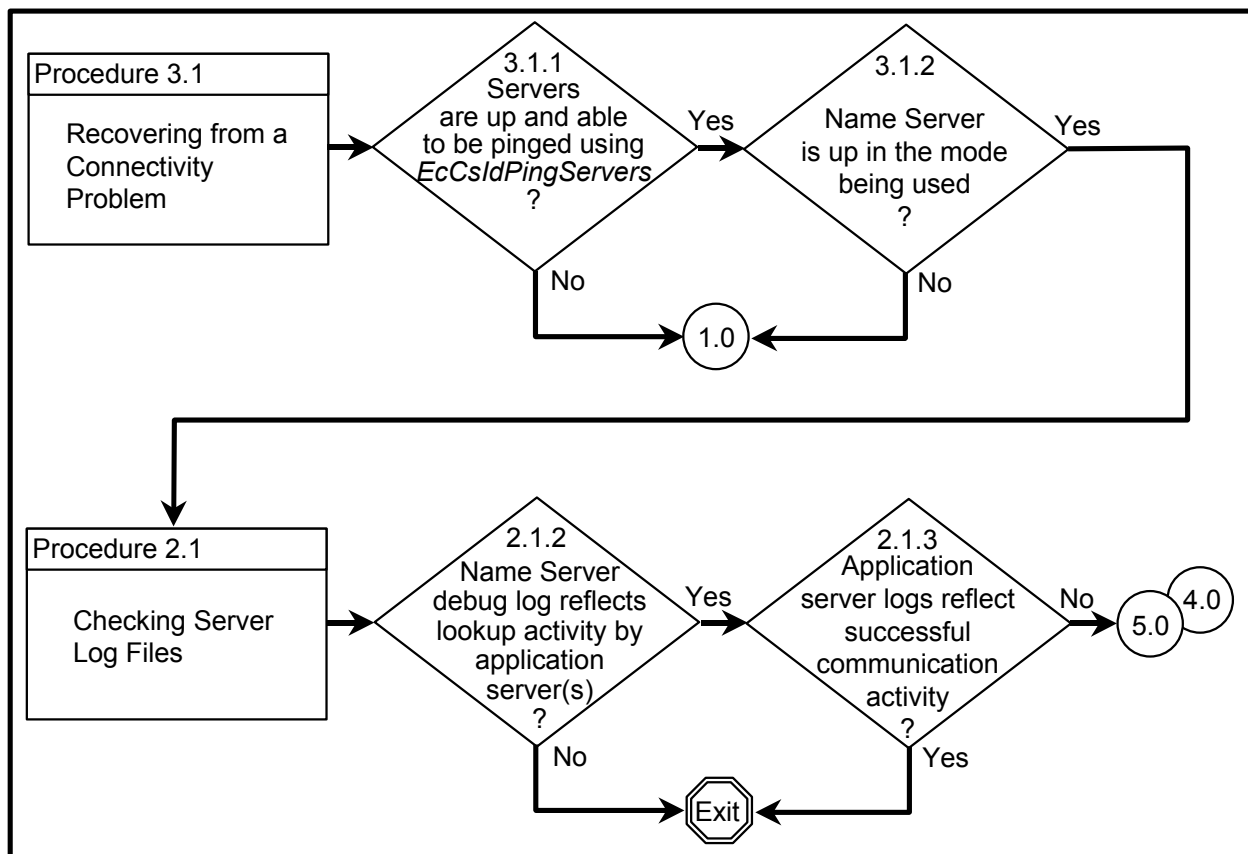 Procedure 3.1
Recovering from a
Connectivity
Problem
3.1.1
Servers
are up and able
to be pinged using
EcCsIdPingServers
?
Yes
No
3.1.2
Name Server
is up in the mode
being used
?
Yes
No
1.0
Procedure 2.1
Checking Server
Log Files
2.1.2
Name Server
debug log reflects
lookup activity by
application
server(s)
?
Yes
No
2.1.3
Application
server logs reflect
successful
communication
activity
?
No
Yes
5.0
4.0
Exit